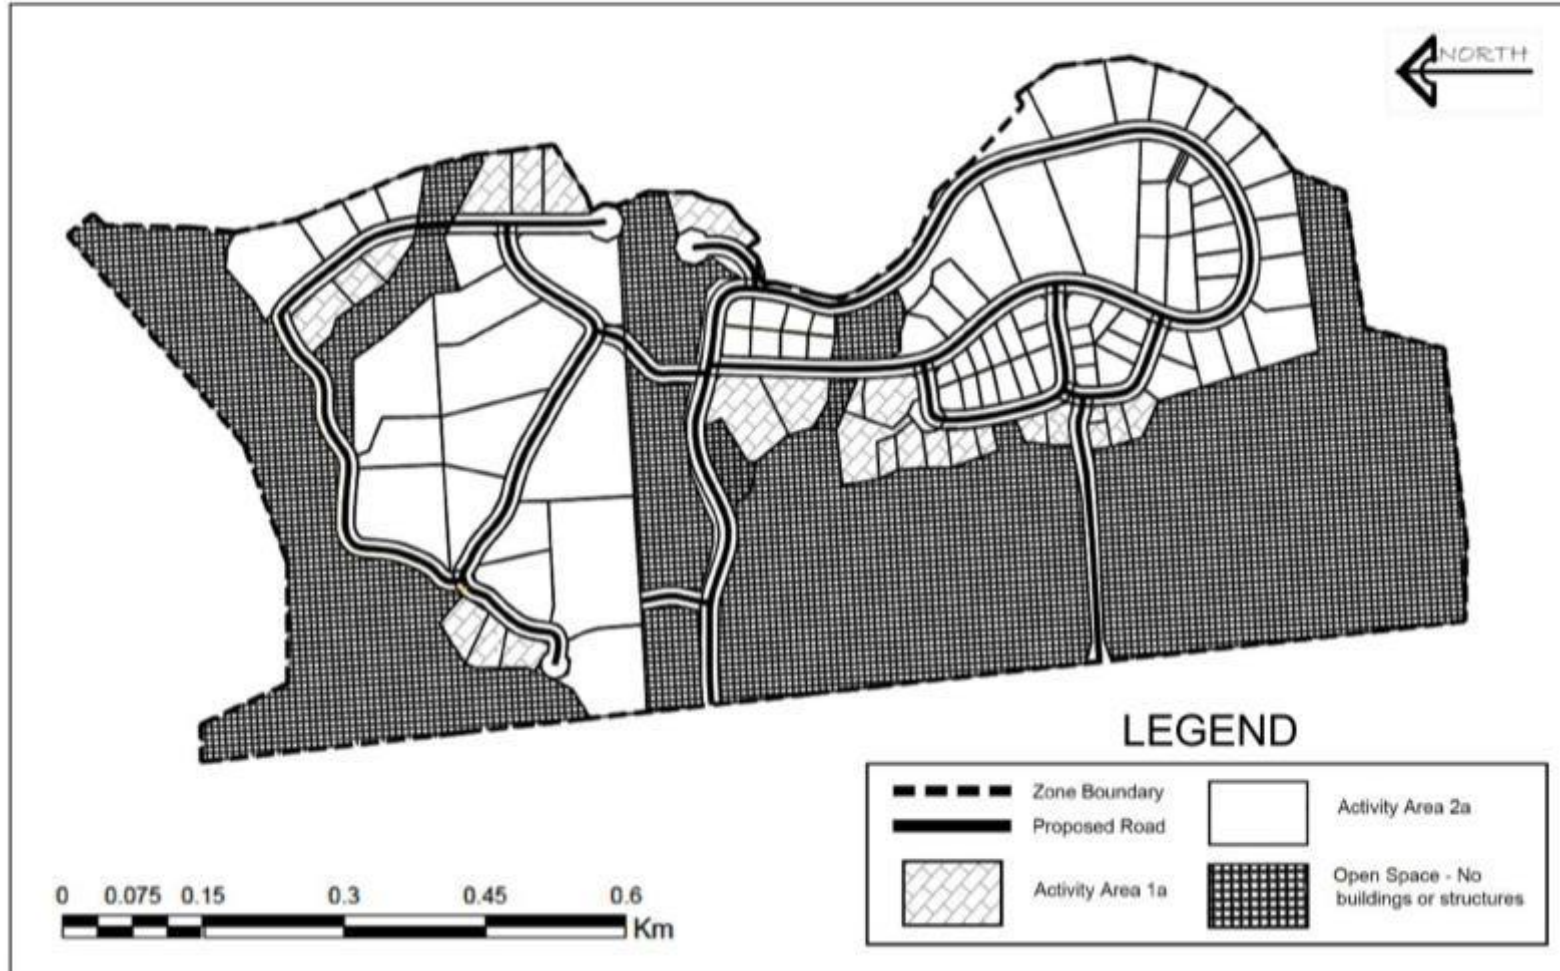 NORTH
LEGEND
Zone Boundary
Proposed Road
Activity Area 1a
Activity Area 2a
Open Space - No
buildings or structures
0 0.075 0.15 0.3 0.45 0.6
Km